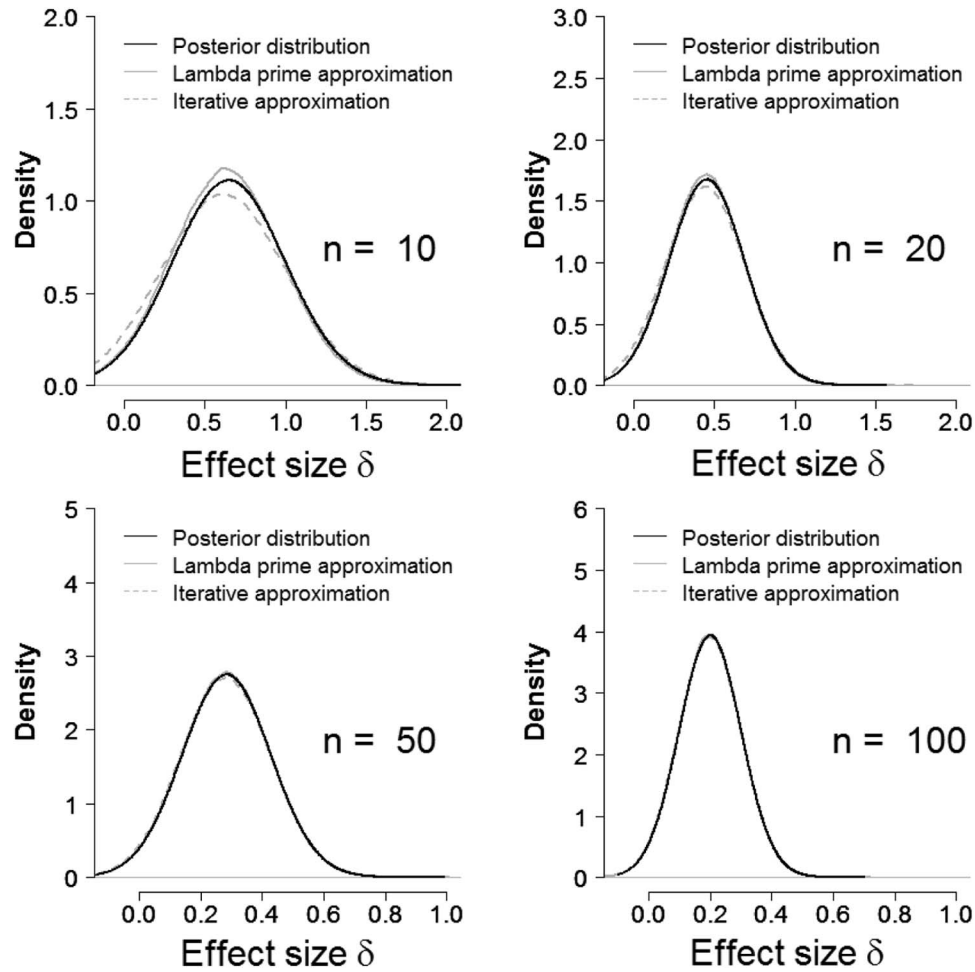 2.0
1.5
1.0
0.5
0.0
Density
Posterior distribution
Lambda prime approximation
Iterative approximation
n = 10
0.0 0.5 1.0 1.5 2.0
Effect size δ
3.0
2.5
2.0
1.5
1.0
0.5
0.0
Density
Posterior distribution
Lambda prime approximation
Iterative approximation
n = 20
0.0 0.5 1.0 1.5 2.0
Effect size δ
5
4
3
2
1
0
Density
Posterior distribution
Lambda prime approximation
Iterative approximation
n = 50
0.0 0.2 0.4 0.6 0.8 1.0
Effect size δ
6
5
4
3
2
1
0
Density
Posterior distribution
Lambda prime approximation
Iterative approximation
n = 100
0.0 0.2 0.4 0.6 0.8 1.0
Effect size δ